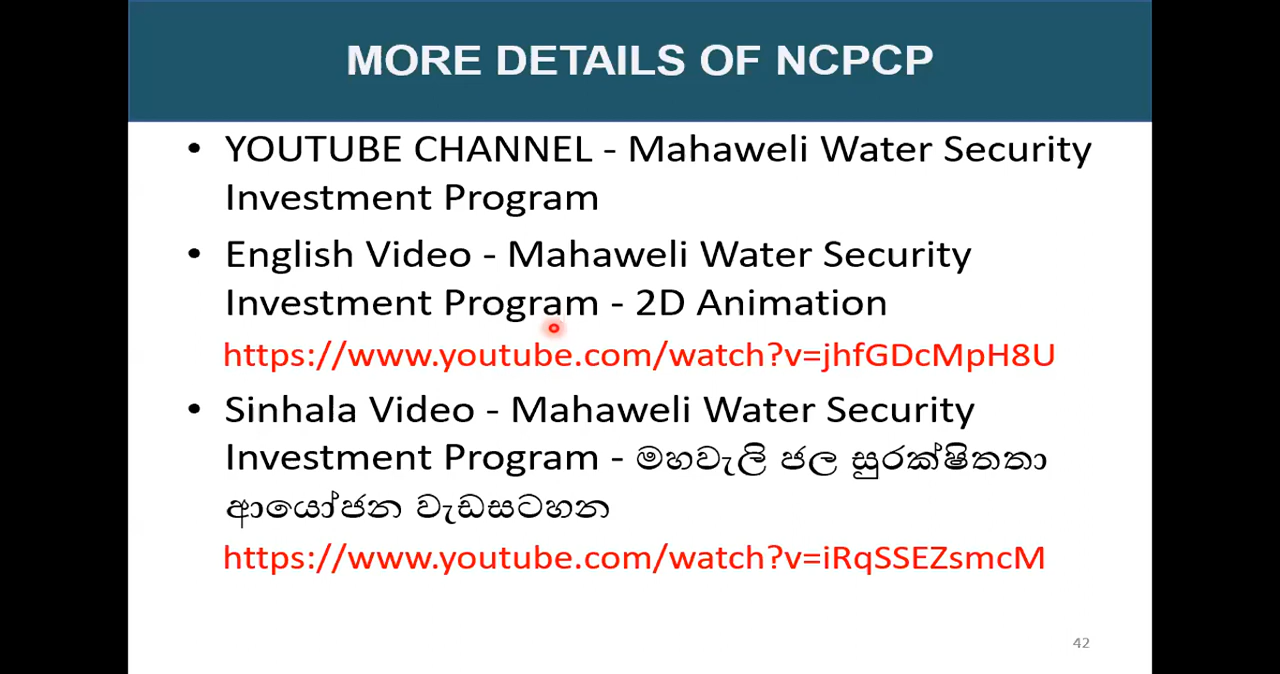 MORE DETAILS OF NCPCP
• YOUTUBE CHANNEL - Mahaweli Water Security
Investment Program
• English Video - Mahaweli Water Security
Investment Program - 2D Animation
https://www.youtube.com/watch?v=jhfGDcMpH8U
• Sinhala Video - Mahaweli Water Security
Investment Program - මහවැලි ජල සුරක්ෂිතතා
ආයෝජන වැඩසටහන
https://www.youtube.com/watch?v=iRqSSEZsmcM
42